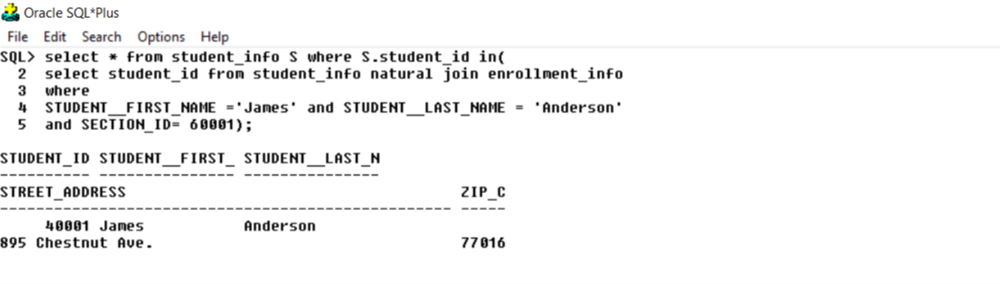 Oracle SQL*Plus
File Edit Search Options Help
SQL> select * from student_info S where S.student_id in(
2 select student_id from student_info natural join enrollment_info
3 where
4 STUDENT__FIRST_NAME ='James' and STUDENT__LAST_NAME = 'Anderson'
5 and SECTION_ID= 60001);
STUDENT_ID STUDENT__FIRST_ STUDENT__LAST_N
---------- --------------- ---------------
STREET_ADDRESS ZIP_C
-------------------------------------------------- -----
40001 James Anderson
895 Chestnut Ave. 77016